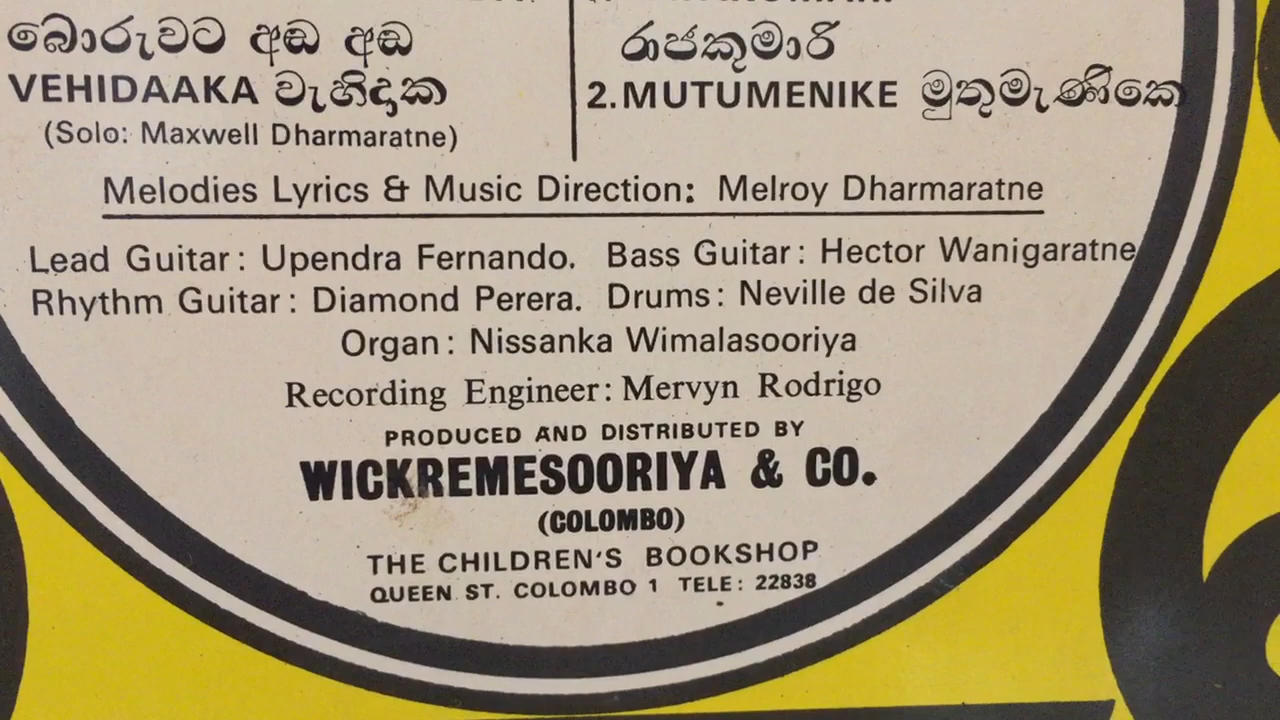 බොරුවට අඬ අඬ
VEHIDAAKA වැහිදාක
(Solo: Maxwell Dharmaratne)
රාජකුමාරි
2. MUTUMENIKE මුතුමැණිකෙ
Melodies Lyrics & Music Direction: Melroy Dharmaratne
Lead Guitar: Upendra Fernando. Bass Guitar: Hector Wanigaratne
Rhythm Guitar: Diamond Perera. Drums: Neville de Silva
Organ: Nissanka Wimalasooriya
Recording Engineer: Mervyn Rodrigo
PRODUCED AND DISTRIBUTED BY
WICKREMESOORIYA & CO.
(COLOMBO)
THE CHILDREN'S BOOKSHOP
QUEEN ST. COLOMBO 1 TELE: 22838